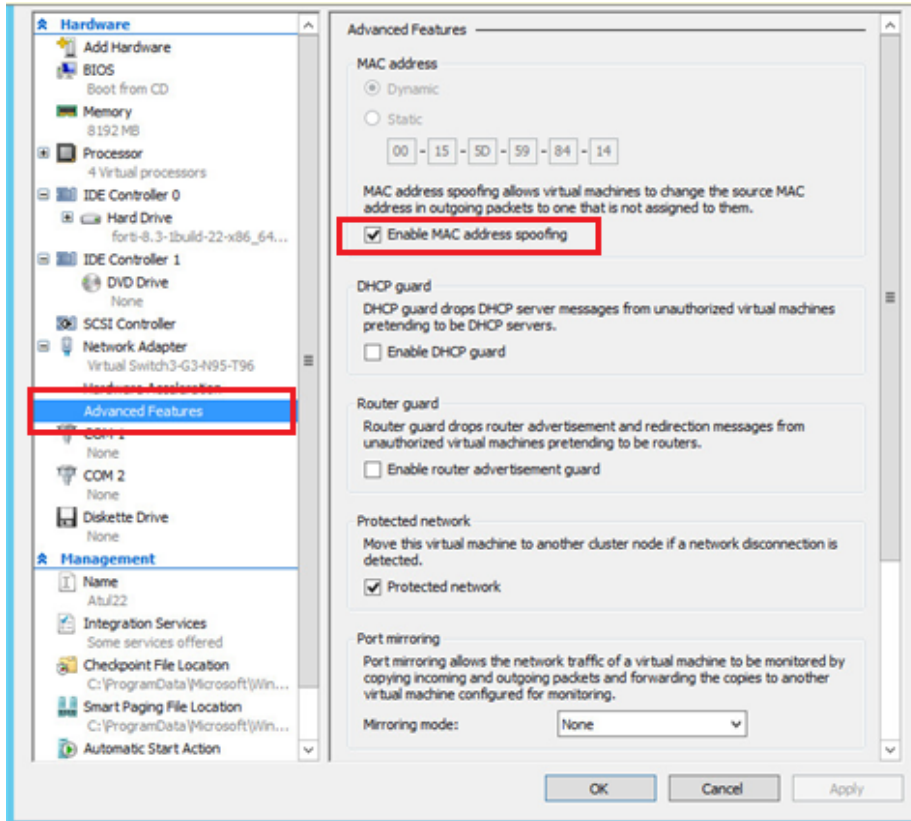 Hardware
Add Hardware
BIOS
Boot from CD
Memory
8192 MB
Processor
4 Virtual processors
IDE Controller 0
Hard Drive
forti-8.3-1build-22-x86_64...
IDE Controller 1
DVD Drive
None
SCSI Controller
Network Adapter
Virtual Switch3-G3-N95-T96
Hardware Acceleration
Advanced Features
COM 1
None
COM 2
None
Diskette Drive
None
Management
Name
Atul22
Integration Services
Some services offered
Checkpoint File Location
C:\ProgramData\Microsoft\Win...
Smart Paging File Location
C:\ProgramData\Microsoft\Win...
Automatic Start Action
Advanced Features
MAC address
Dynamic
Static
00 - 15 - 5D - 59 - 84 - 14
MAC address spoofing allows virtual machines to change the source MAC
address in outgoing packets to one that is not assigned to them.
Enable MAC address spoofing
DHCP guard
DHCP guard drops DHCP server messages from unauthorized virtual machines
pretending to be DHCP servers.
Enable DHCP guard
Router guard
Router guard drops router advertisement and redirection messages from
unauthorized virtual machines pretending to be routers.
Enable router advertisement guard
Protected network
Move this virtual machine to another cluster node if a network disconnection is
detected.
Protected network
Port mirroring
Port mirroring allows the network traffic of a virtual machine to be monitored by
copying incoming and outgoing packets and forwarding the copies to another
virtual machine configured for monitoring.
Mirroring mode: None
OK Cancel Apply